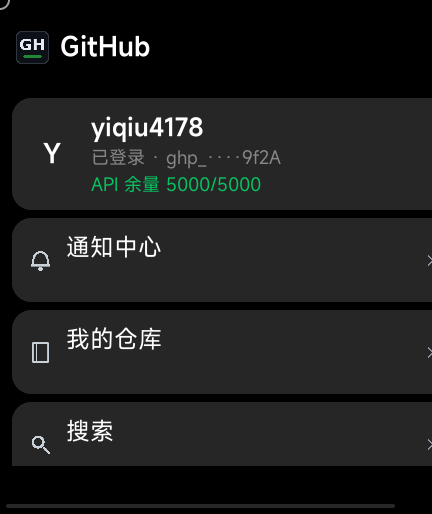 GH GitHub
Y
yiqiu4178
已登录 · ghp_····9f2A
API 余量 5000/5000
通知中心
我的仓库
搜索